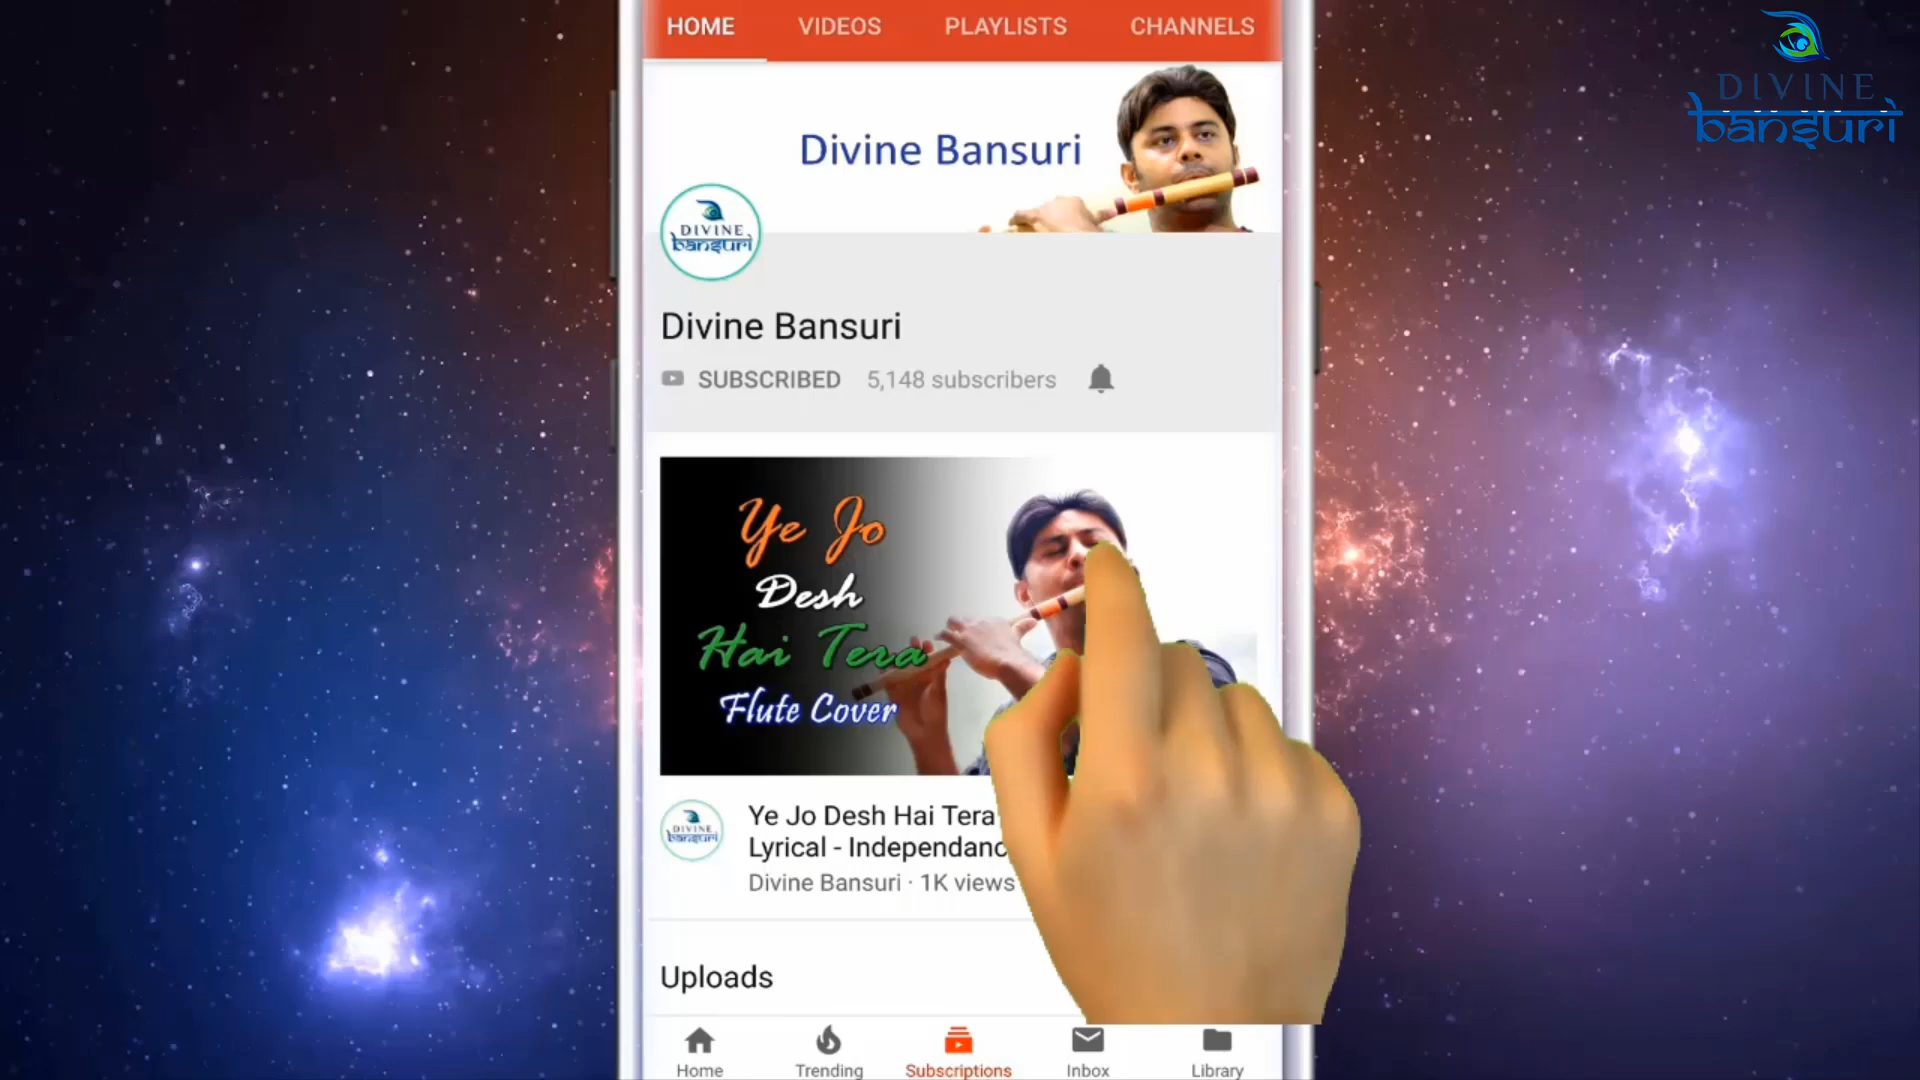 HOME VIDEOS PLAYLISTS CHANNELS
DIVINE
bansuri
Divine Bansuri
DIVINE
bansuri
Divine Bansuri
SUBSCRIBED 5,148 subscribers
Ye Jo
Desh
Hai Tera
Flute Cover
DIVINE
bansuri
Ye Jo Desh Hai Tera
Lyrical - Independanc
Divine Bansuri · 1K views
Uploads
Home Trending Subscriptions Inbox Library